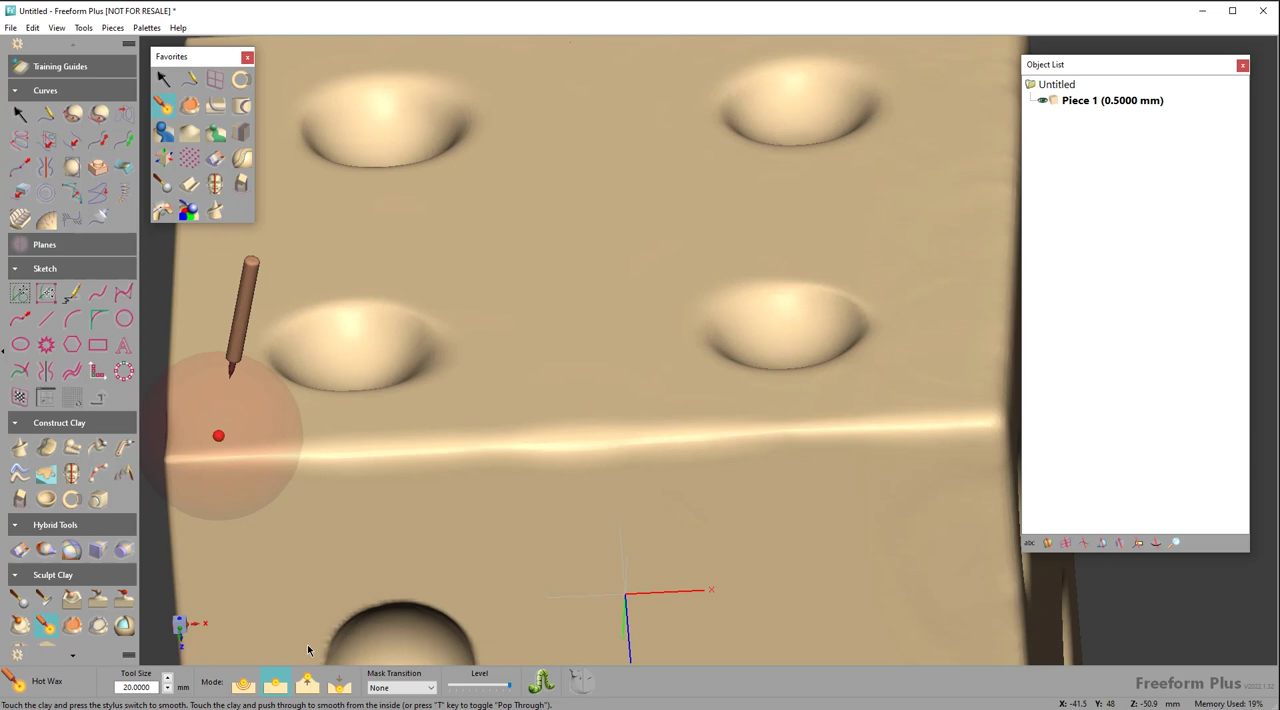 Untitled - Freeform Plus [NOT FOR RESALE] *
File Edit View Tools Pieces Palettes Help
Favorites
Object List
Untitled
Piece 1 (0.5000 mm)
abc
Training Guides
Curves
Planes
Sketch
Construct Clay
Hybrid Tools
Sculpt Clay
X
x
z
Hot Wax
Tool Size
20.0000 mm
Mode:
Mask Transition
None
Level
Freeform Plus V2022.1.32
Touch the clay and press the stylus switch to smooth. Touch the clay and push through to smooth from the inside (or press "T" key to toggle "Pop Through").
X: -41.5 Y: 48 Z: -50.9 mm Memory Used: 19%